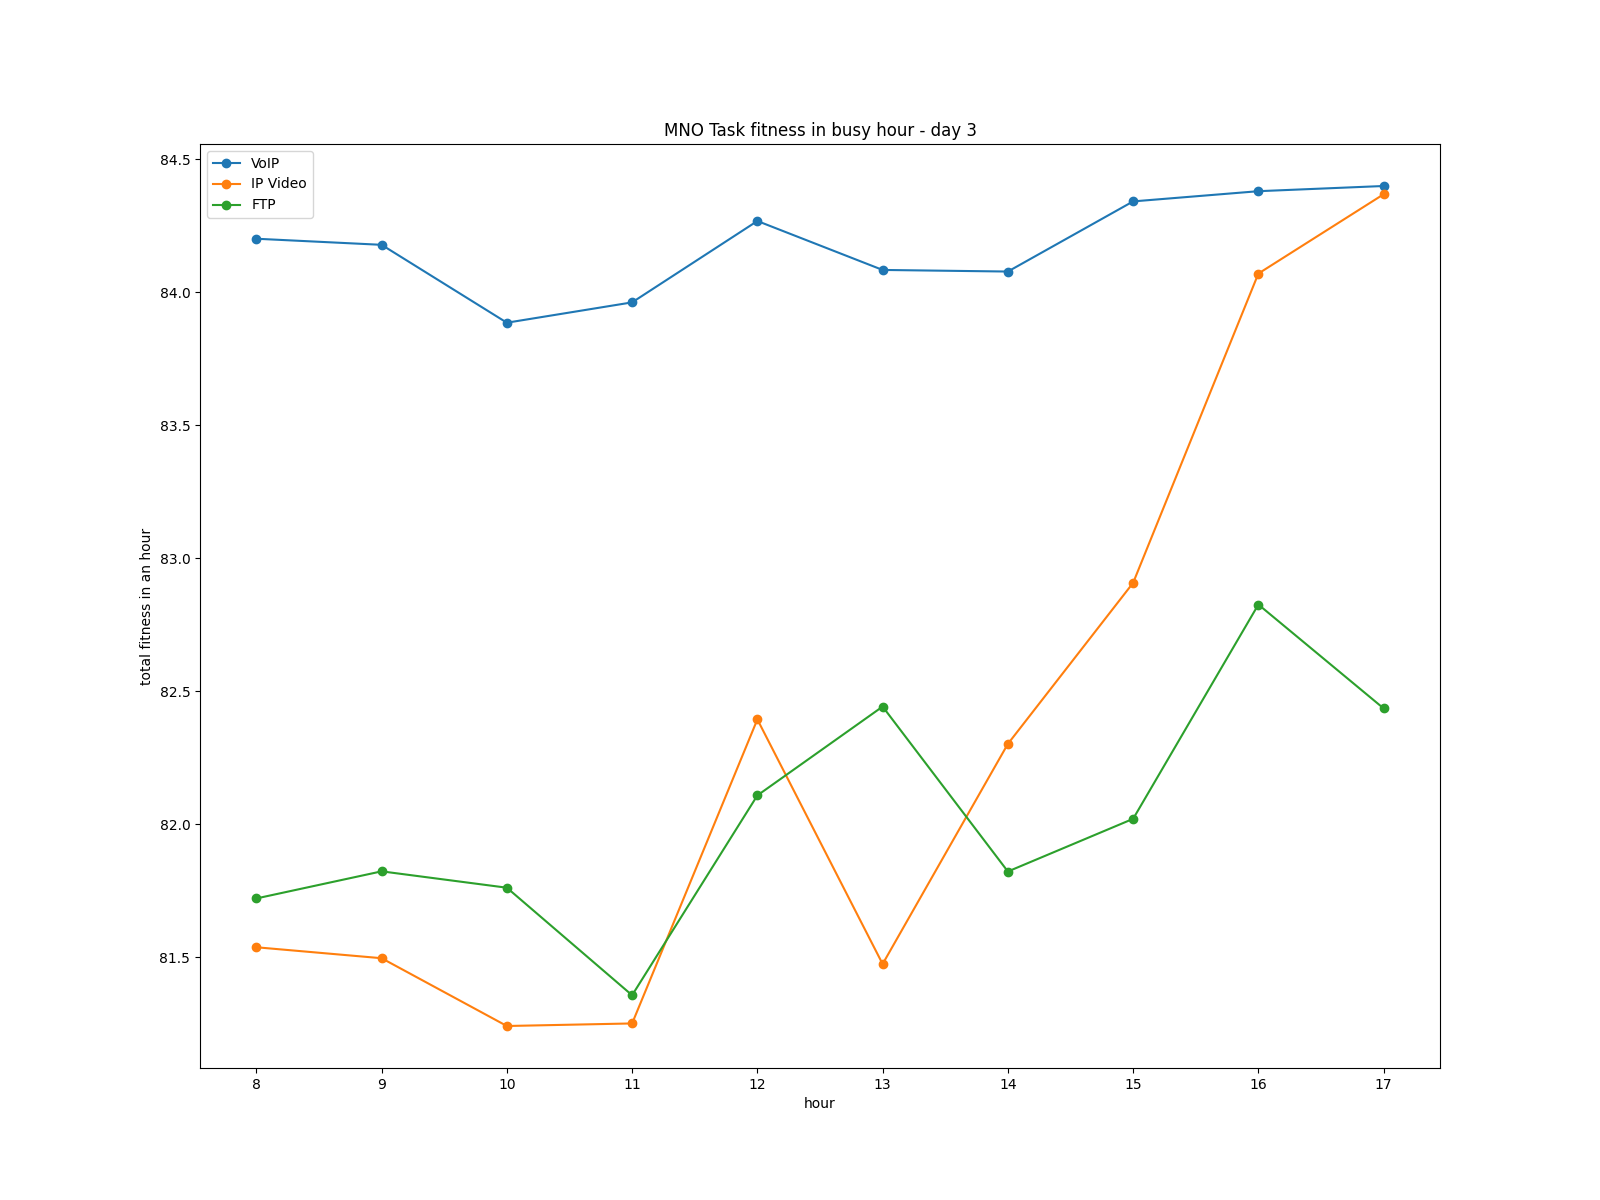 MNO Task fitness in busy hour - day 3
VoIP
IP Video
FTP
84.5
84.0
83.5
83.0
82.5
82.0
81.5
total fitness in an hour
8 9 10 11 12 13 14 15 16 17
hour